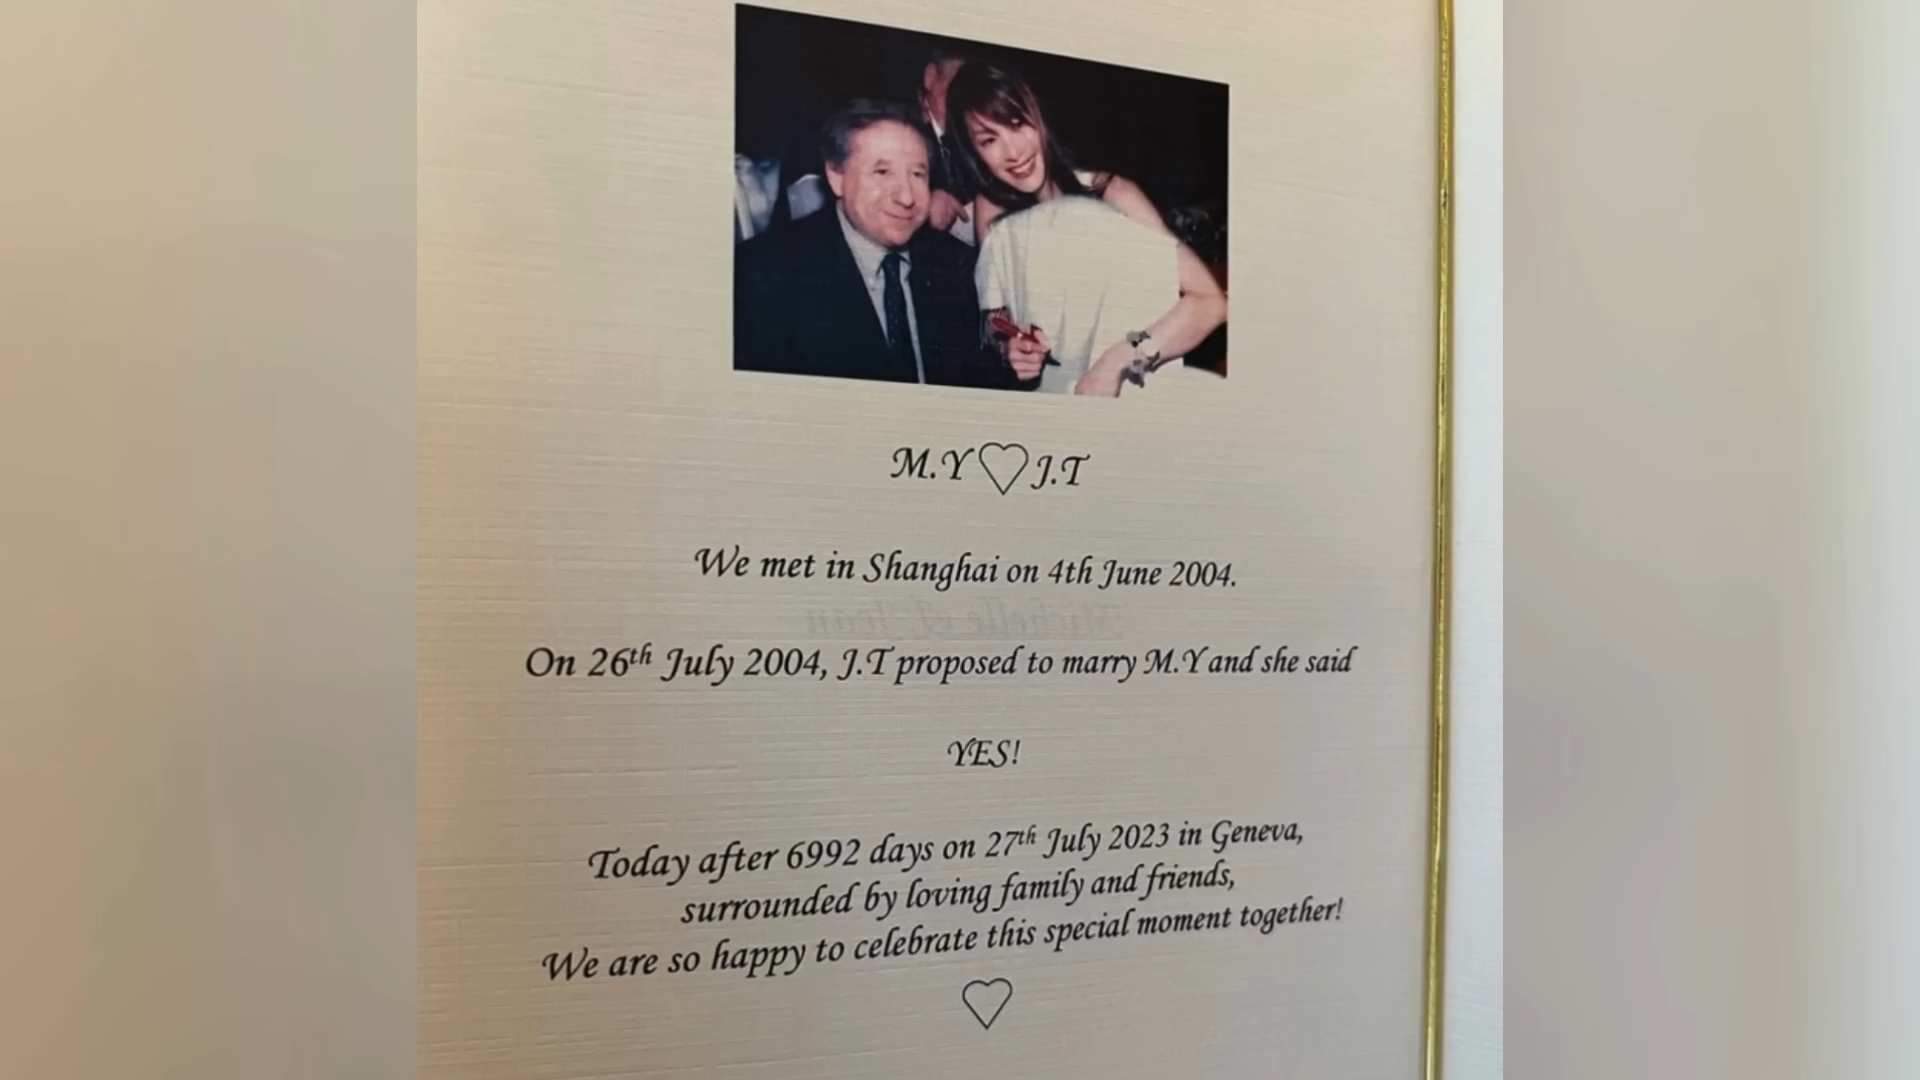 M.Y♡J.T
We met in Shanghai on 4th June 2004.
On 26th July 2004, J.T proposed to marry M.Y and she said
YES!
Today after 6992 days on 27th July 2023 in Geneva,
surrounded by loving family and friends,
We are so happy to celebrate this special moment together!